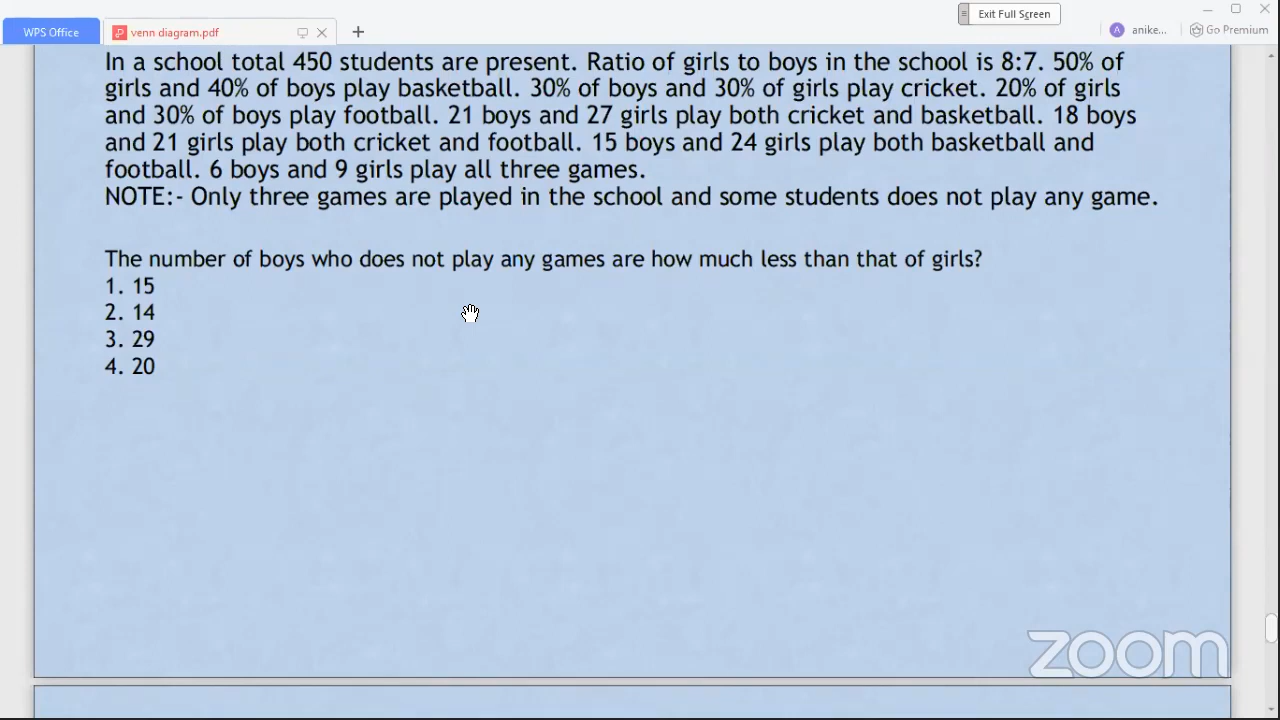 Exit Full Screen
WPS Office
venn diagram.pdf
anike...
Go Premium
In a school total 450 students are present. Ratio of girls to boys in the school is 8:7. 50% of
girls and 40% of boys play basketball. 30% of boys and 30% of girls play cricket. 20% of girls
and 30% of boys play football. 21 boys and 27 girls play both cricket and basketball. 18 boys
and 21 girls play both cricket and football. 15 boys and 24 girls play both basketball and
football. 6 boys and 9 girls play all three games.
NOTE:- Only three games are played in the school and some students does not play any game.
The number of boys who does not play any games are how much less than that of girls?
1. 15
2. 14
3. 29
4. 20
zoom